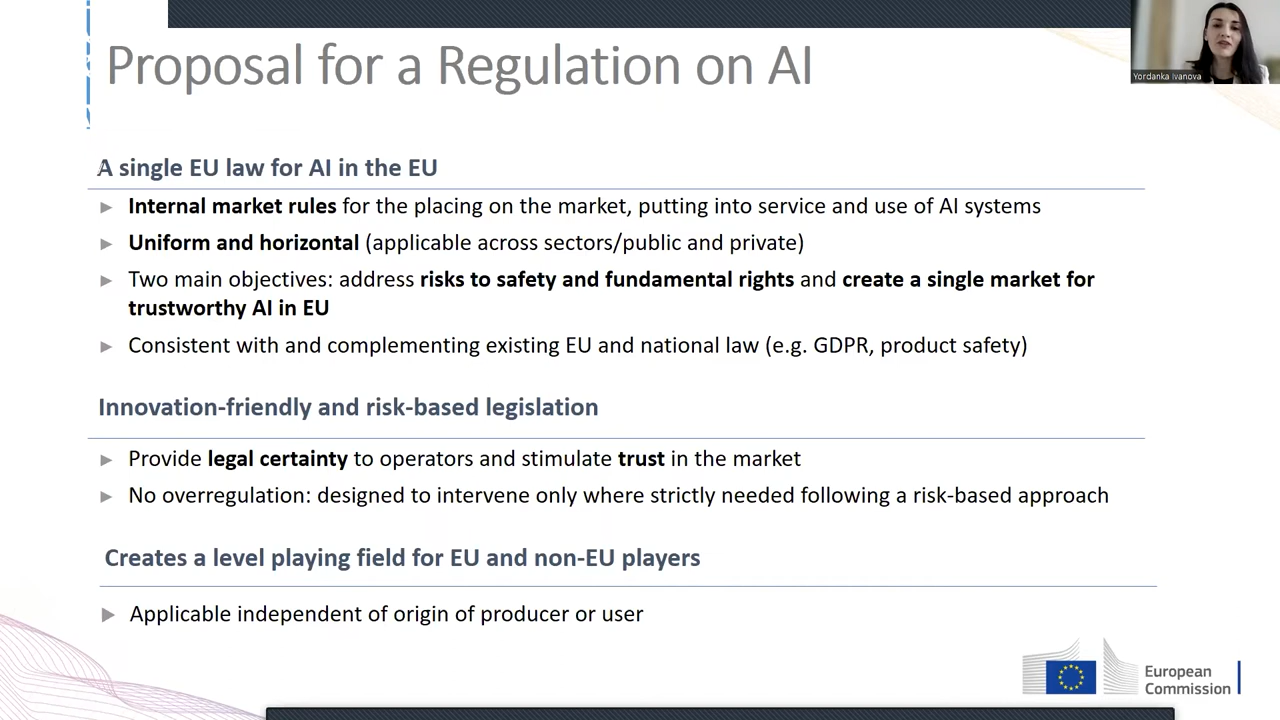 Proposal for a Regulation on AI
Yordanka Ivanova
A single EU law for AI in the EU
Internal market rules for the placing on the market, putting into service and use of AI systems
Uniform and horizontal (applicable across sectors/public and private)
Two main objectives: address risks to safety and fundamental rights and create a single market for
trustworthy AI in EU
Consistent with and complementing existing EU and national law (e.g. GDPR, product safety)
Innovation-friendly and risk-based legislation
Provide legal certainty to operators and stimulate trust in the market
No overregulation: designed to intervene only where strictly needed following a risk-based approach
Creates a level playing field for EU and non-EU players
Applicable independent of origin of producer or user
European
Commission